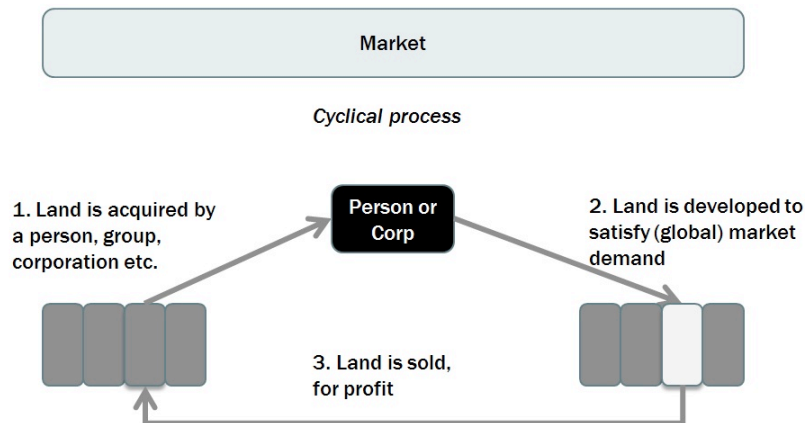 Market
Cyclical process
1. Land is acquired by
a person, group,
corporation etc.
Person or
Corp
2. Land is developed to
satisfy (global) market
demand
3. Land is sold,
for profit